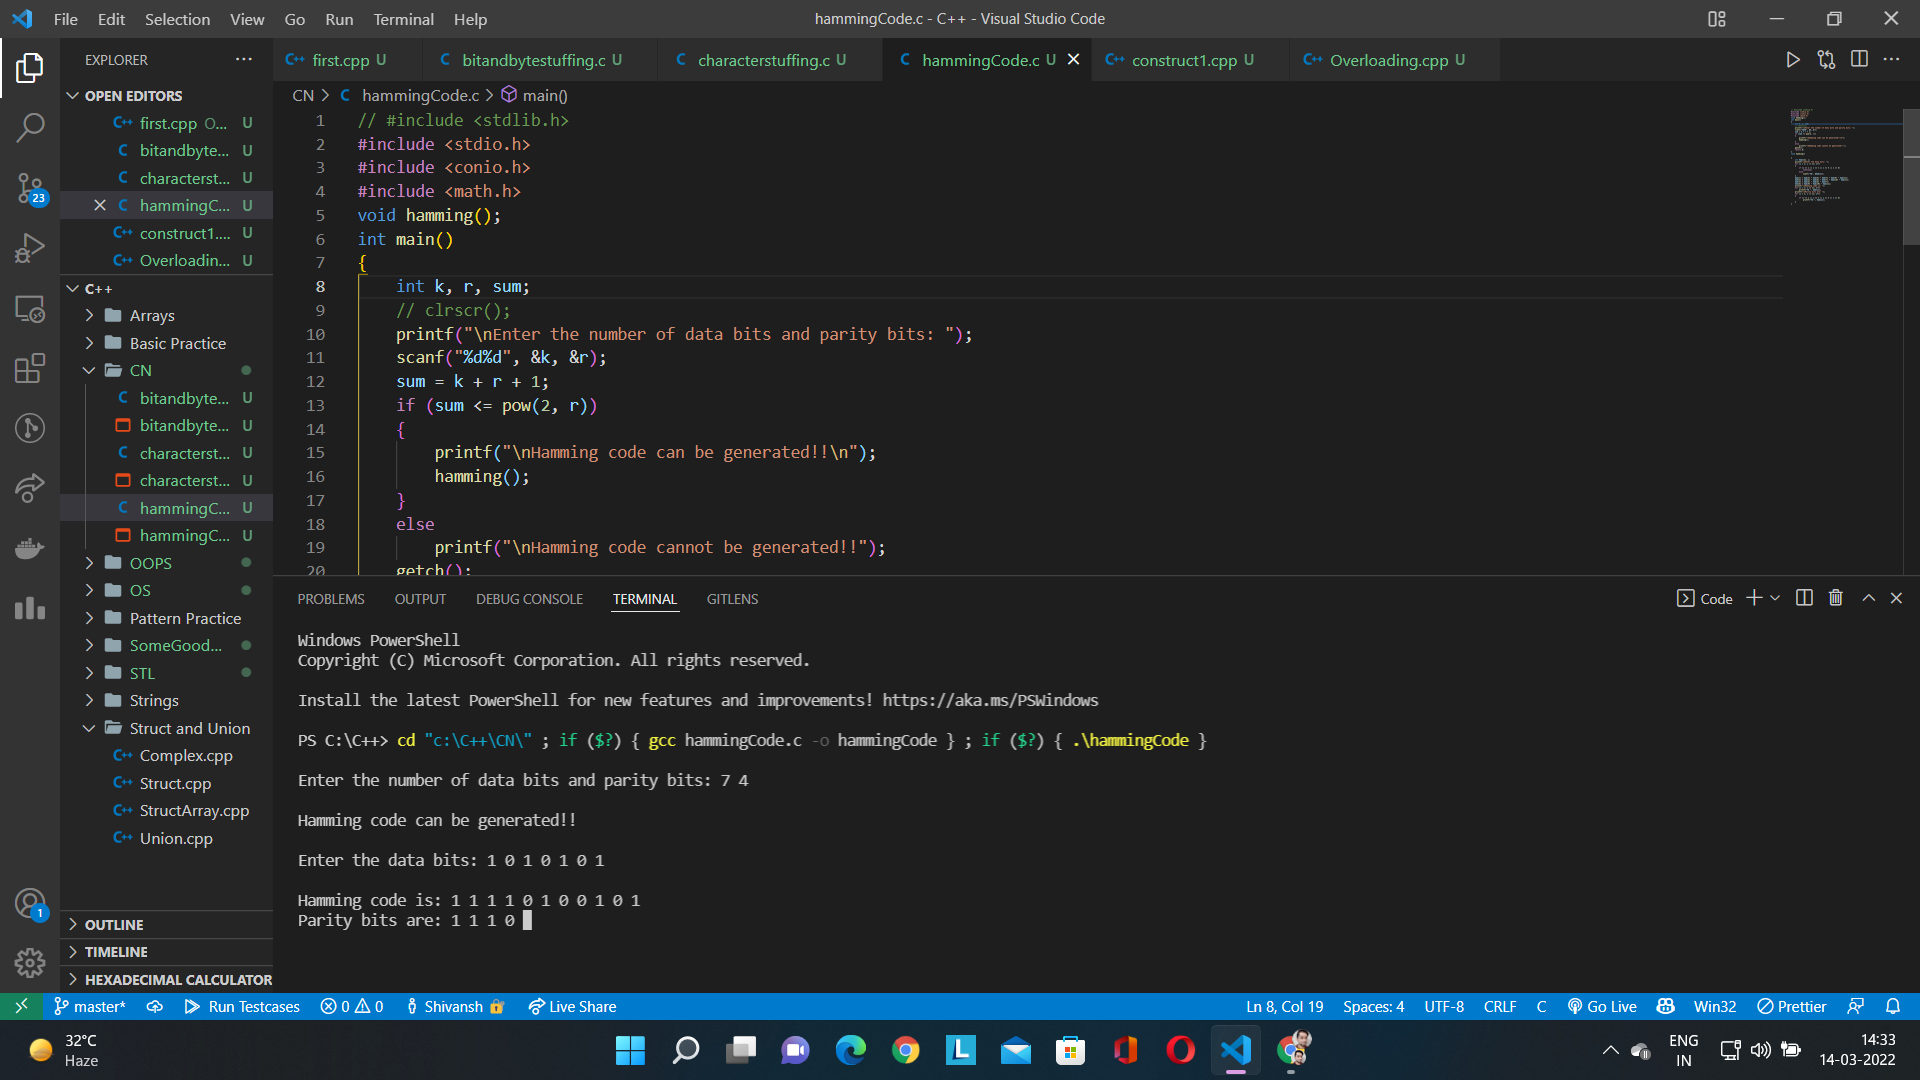 File Edit Selection View Go Run Terminal Help
hammingCode.c - C++ - Visual Studio Code
EXPLORER
OPEN EDITORS
first.cpp O... U
bitandbyte... U
characterst... U
hammingC... U
construct1.... U
Overloadin... U
C++
Arrays
Basic Practice
CN
bitandbyte... U
bitandbyte... U
characterst... U
characterst... U
hammingC... U
hammingC... U
OOPS
OS
Pattern Practice
SomeGood...
STL
Strings
Struct and Union
Complex.cpp
Struct.cpp
StructArray.cpp
Union.cpp
OUTLINE
TIMELINE
HEXADECIMAL CALCULATOR
23
1
first.cpp U bitandbytestuffing.c U characterstuffing.c U hammingCode.c U construct1.cpp U Overloading.cpp U
CN > C hammingCode.c > main()
1 // #include <stdlib.h>
2 #include <stdio.h>
3 #include <conio.h>
4 #include <math.h>
5 void hamming();
6 int main()
7 {
8 int k, r, sum;
9 // clrscr();
10 printf("\nEnter the number of data bits and parity bits: ");
11 scanf("%d%d", &k, &r);
12 sum = k + r + 1;
13 if (sum <= pow(2, r))
14 {
15 printf("\nHamming code can be generated!!\n");
16 hamming();
17 }
18 else
19 printf("\nHamming code cannot be generated!!");
20 getch();
PROBLEMS OUTPUT DEBUG CONSOLE TERMINAL GITLENS
Code
Windows PowerShell
Copyright (C) Microsoft Corporation. All rights reserved.
Install the latest PowerShell for new features and improvements! https://aka.ms/PSWindows
PS C:\C++> cd "c:\C++\CN\" ; if ($?) { gcc hammingCode.c -o hammingCode } ; if ($?) { .\hammingCode }
Enter the number of data bits and parity bits: 7 4
Hamming code can be generated!!
Enter the data bits: 1 0 1 0 1 0 1
Hamming code is: 1 1 1 1 0 1 0 0 1 0 1
Parity bits are: 1 1 1 0
master* Run Testcases 0 0 Shivansh Live Share
Ln 8, Col 19 Spaces: 4 UTF-8 CRLF C Go Live Win32 Prettier
32°C
Haze
ENG
IN
14:33
14-03-2022